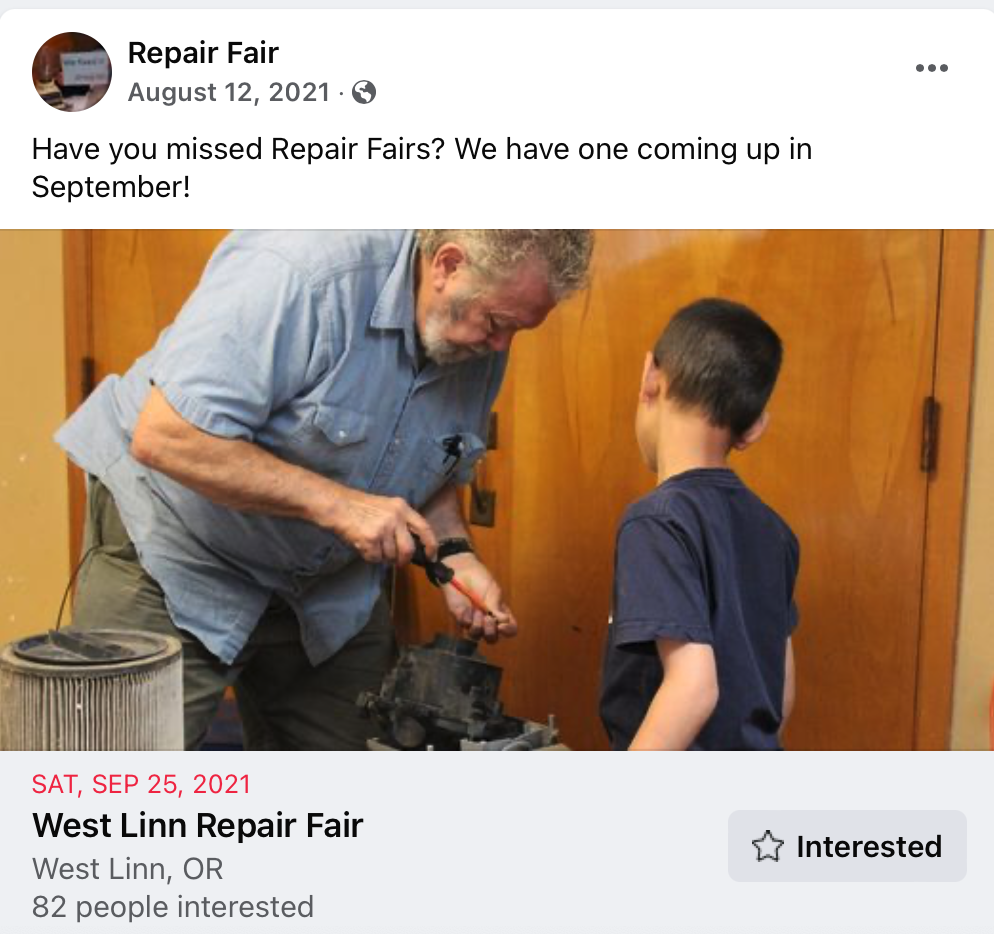 Repair Fair
August 12, 2021 ·
Have you missed Repair Fairs? We have one coming up in
September!
SAT, SEP 25, 2021
West Linn Repair Fair
West Linn, OR
82 people interested
Interested